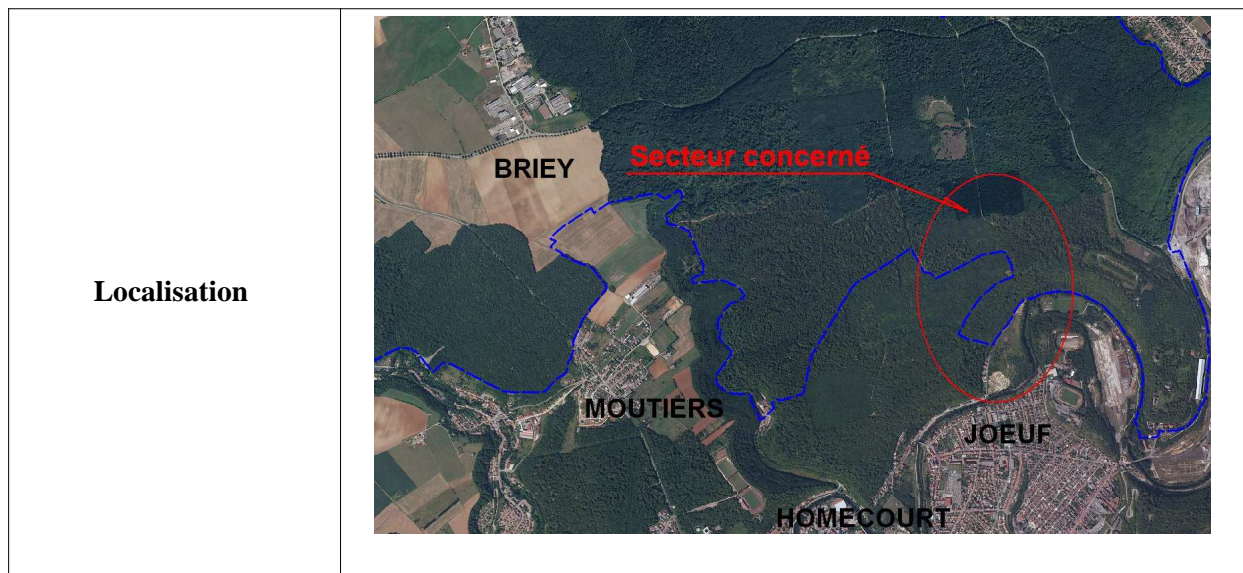 Localisation
BRIEY
Secteur concerné
MOUTIERS
JOEUF
HOMECOURT